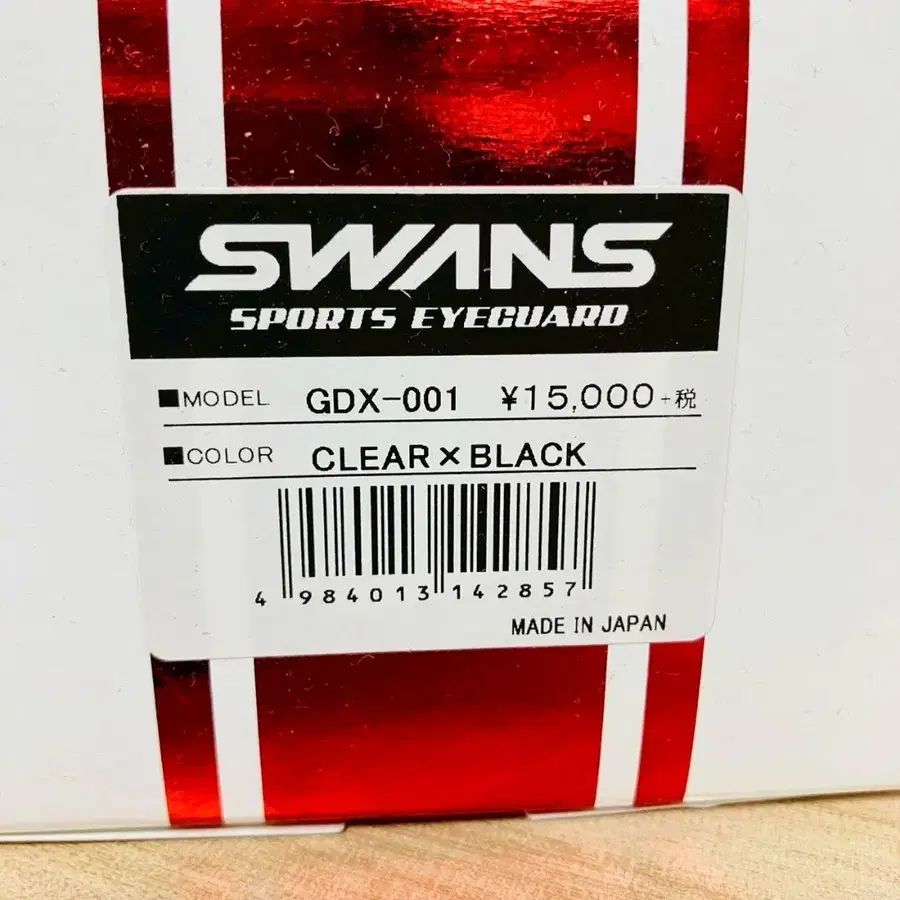 SWANS
SPORTS EYEGUARD
■MODEL GDX-001 ¥15,000+税
■COLOR CLEAR×BLACK
4 984013 142857
MADE IN JAPAN